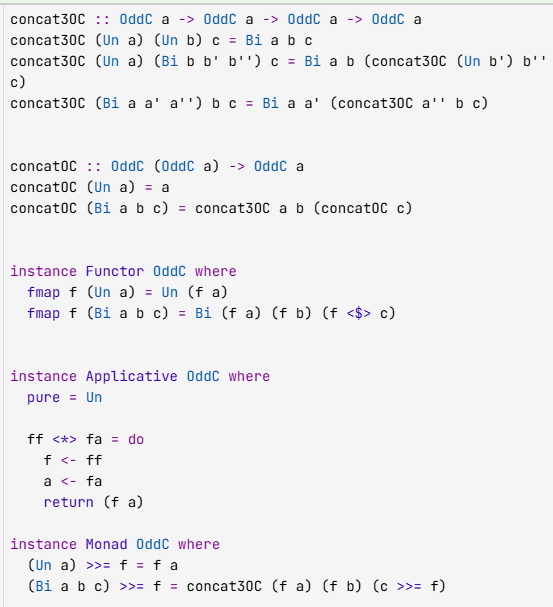 concat3OC :: OddC a -> OddC a -> OddC a -> OddC a
concat3OC (Un a) (Un b) c = Bi a b c
concat3OC (Un a) (Bi b b' b'') c = Bi a b (concat3OC (Un b') b''
c)
concat3OC (Bi a a' a'') b c = Bi a a' (concat3OC a'' b c)
concatOC :: OddC (OddC a) -> OddC a
concatOC (Un a) = a
concatOC (Bi a b c) = concat3OC a b (concatOC c)
instance Functor OddC where
  fmap f (Un a) = Un (f a)
  fmap f (Bi a b c) = Bi (f a) (f b) (f <$> c)
instance Applicative OddC where
  pure = Un
  ff <*> fa = do
    f <- ff
    a <- fa
    return (f a)
instance Monad OddC where
  (Un a) >>= f = f a
  (Bi a b c) >>= f = concat3OC (f a) (f b) (c >>= f)